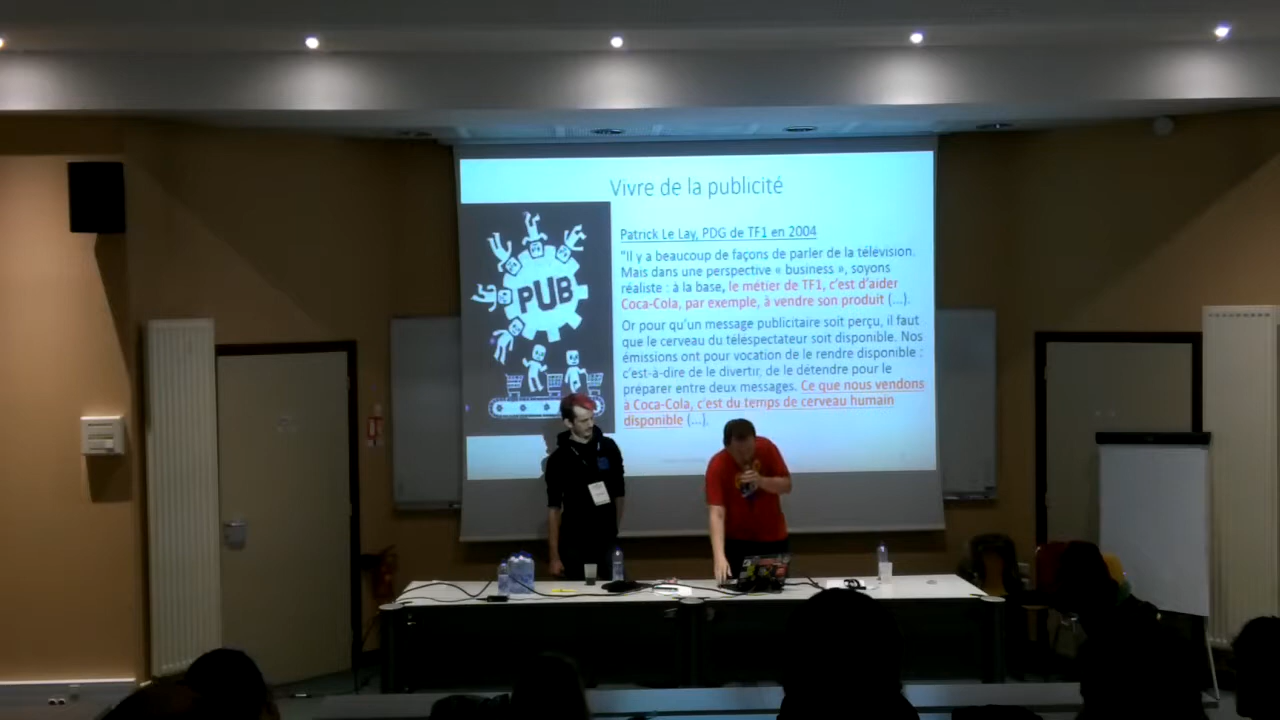 Vivre de la publicité
PUB
Patrick Le Lay, PDG de TF1 en 2004
"Il y a beaucoup de façons de parler de la télévision.
Mais dans une perspective « business », soyons
réaliste : à la base, le métier de TF1, c'est d'aider
Coca-Cola, par exemple, à vendre son produit (...).
Or pour qu'un message publicitaire soit perçu, il faut
que le cerveau du téléspectateur soit disponible. Nos
émissions ont pour vocation de le rendre disponible :
c'est-à-dire de le divertir, de le détendre pour le
préparer entre deux messages. Ce que nous vendons
à Coca-Cola, c'est du temps de cerveau humain
disponible (...).